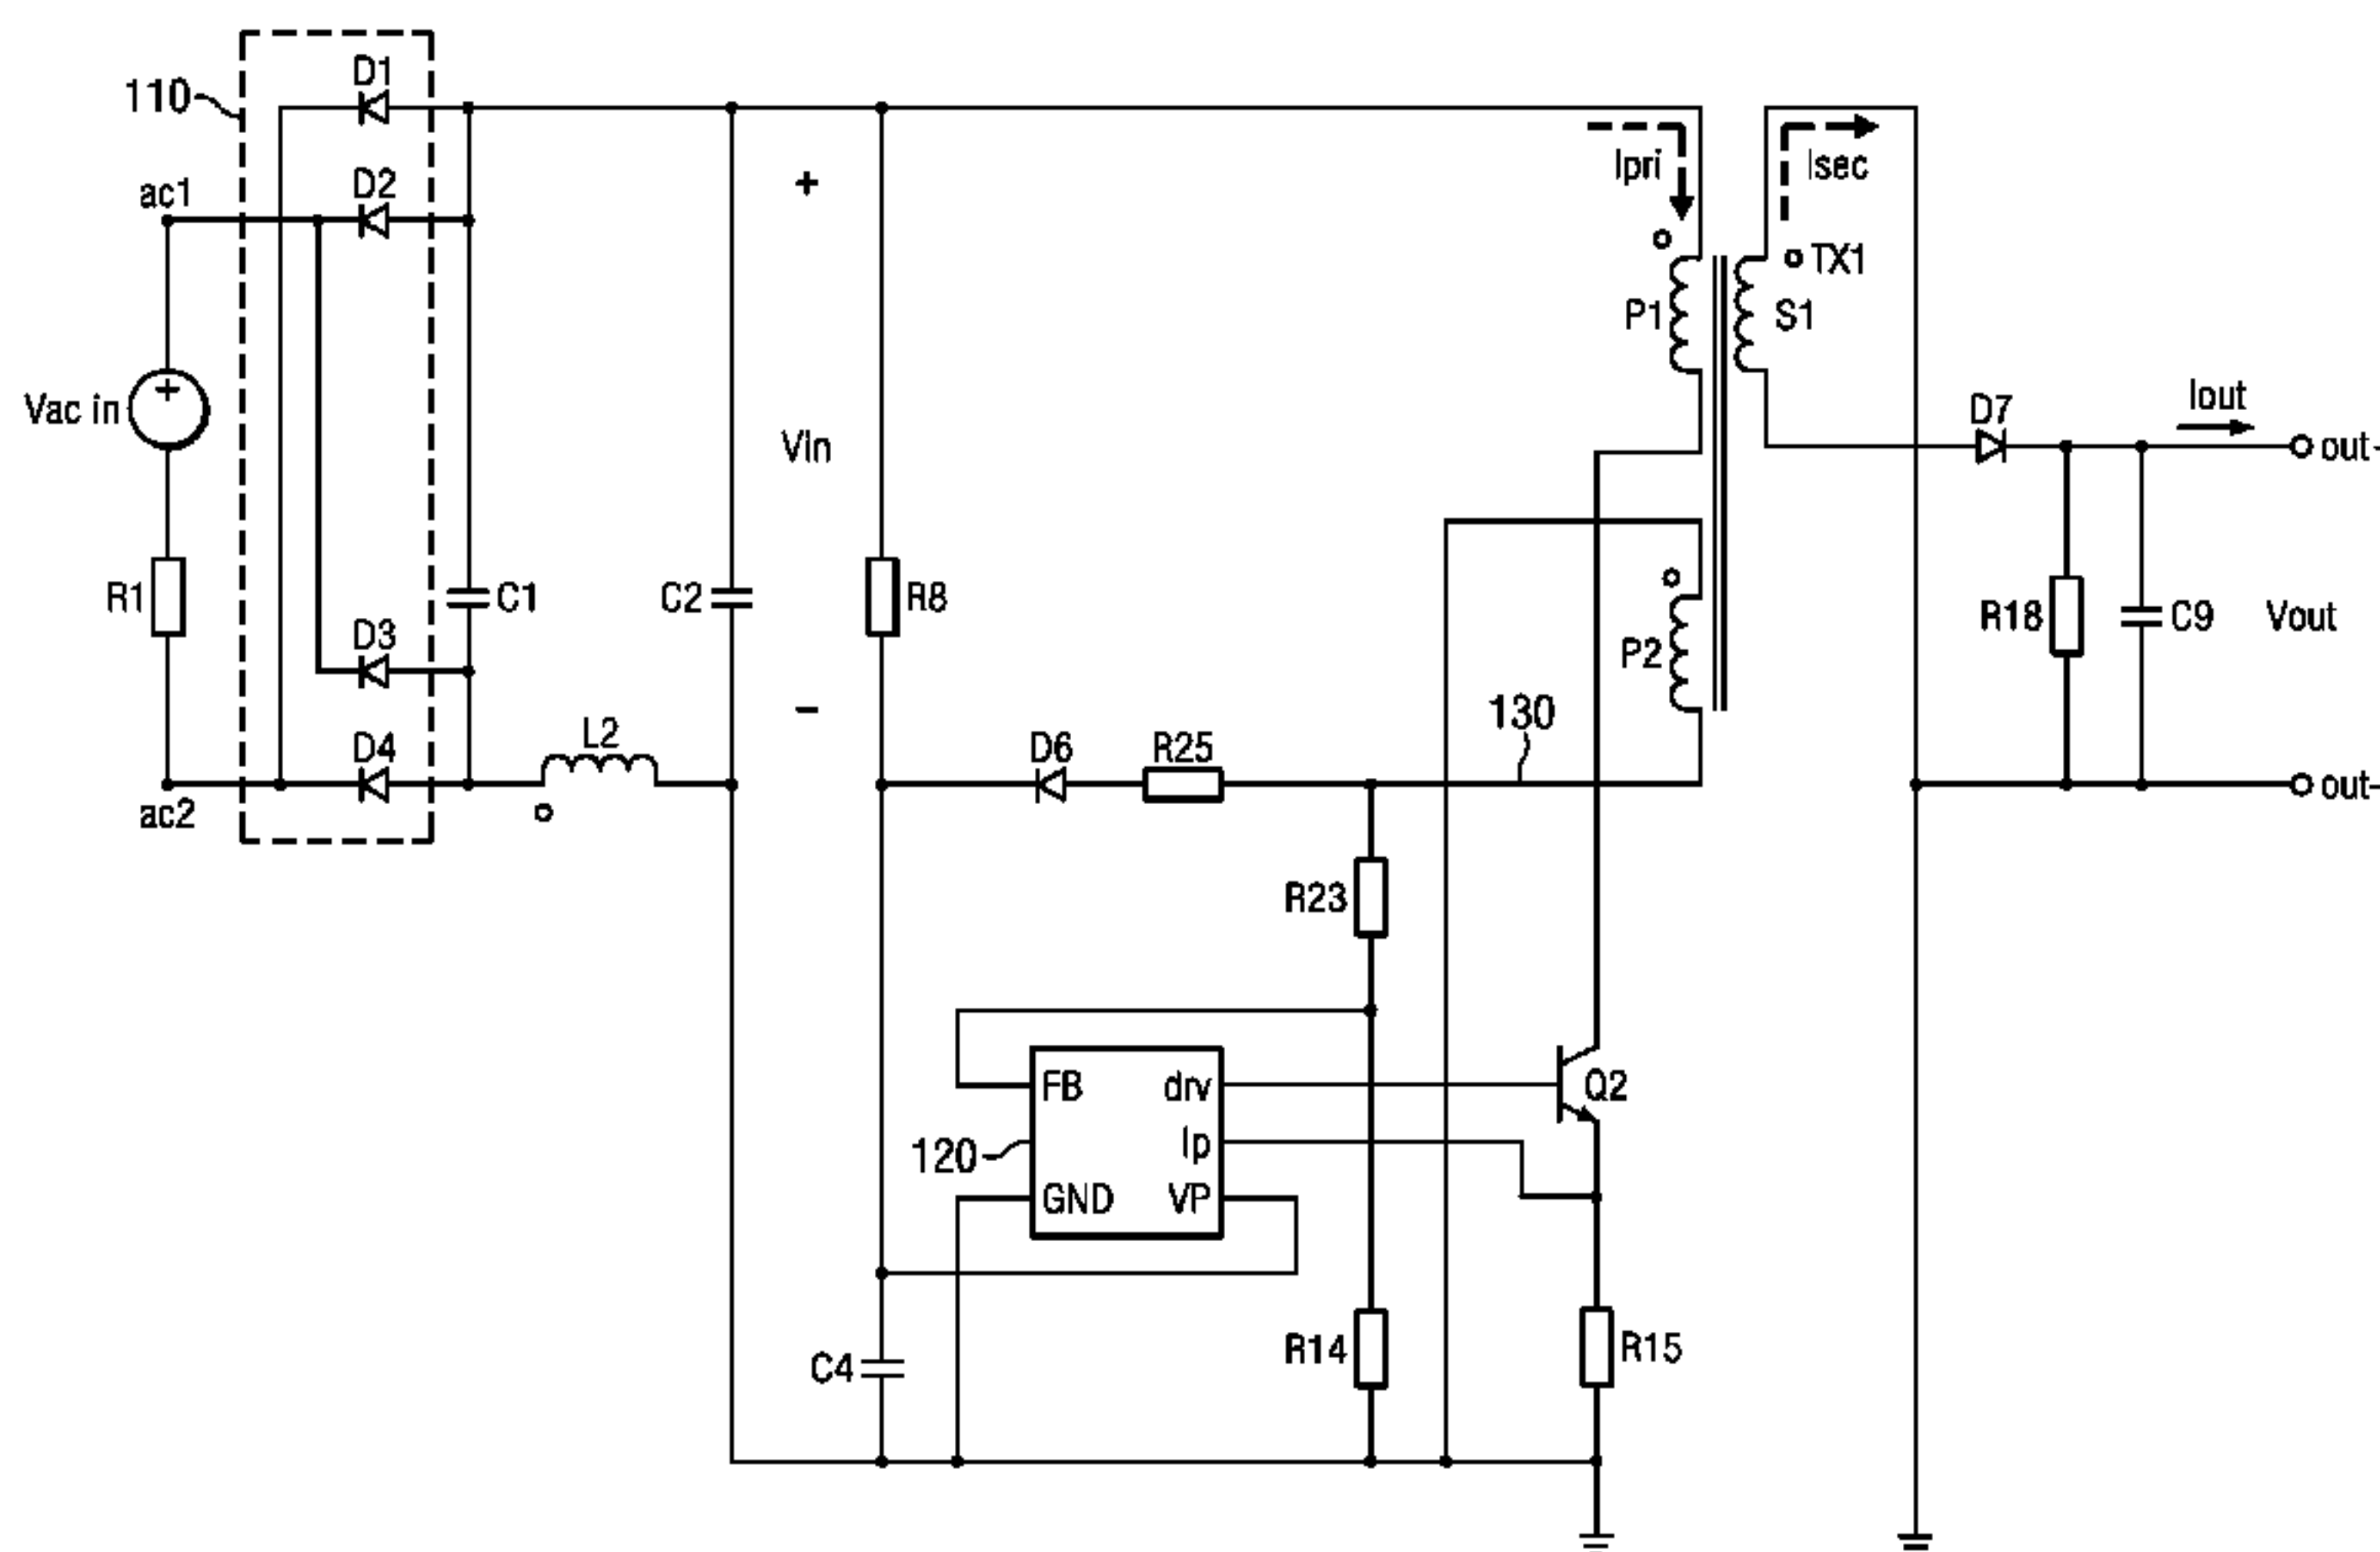 110
D1
D2
ac1
Vac in
+
R1
D3
C1
D4
ac2
L2
C2
+
Vin
−
R8
Ipri
Isec
TX1
P1
S1
P2
130
D6
R25
R23
D7
Iout
out-
R18
C9
Vout
out-
FB
drv
120
Ip
GND
VP
Q2
C4
R14
R15